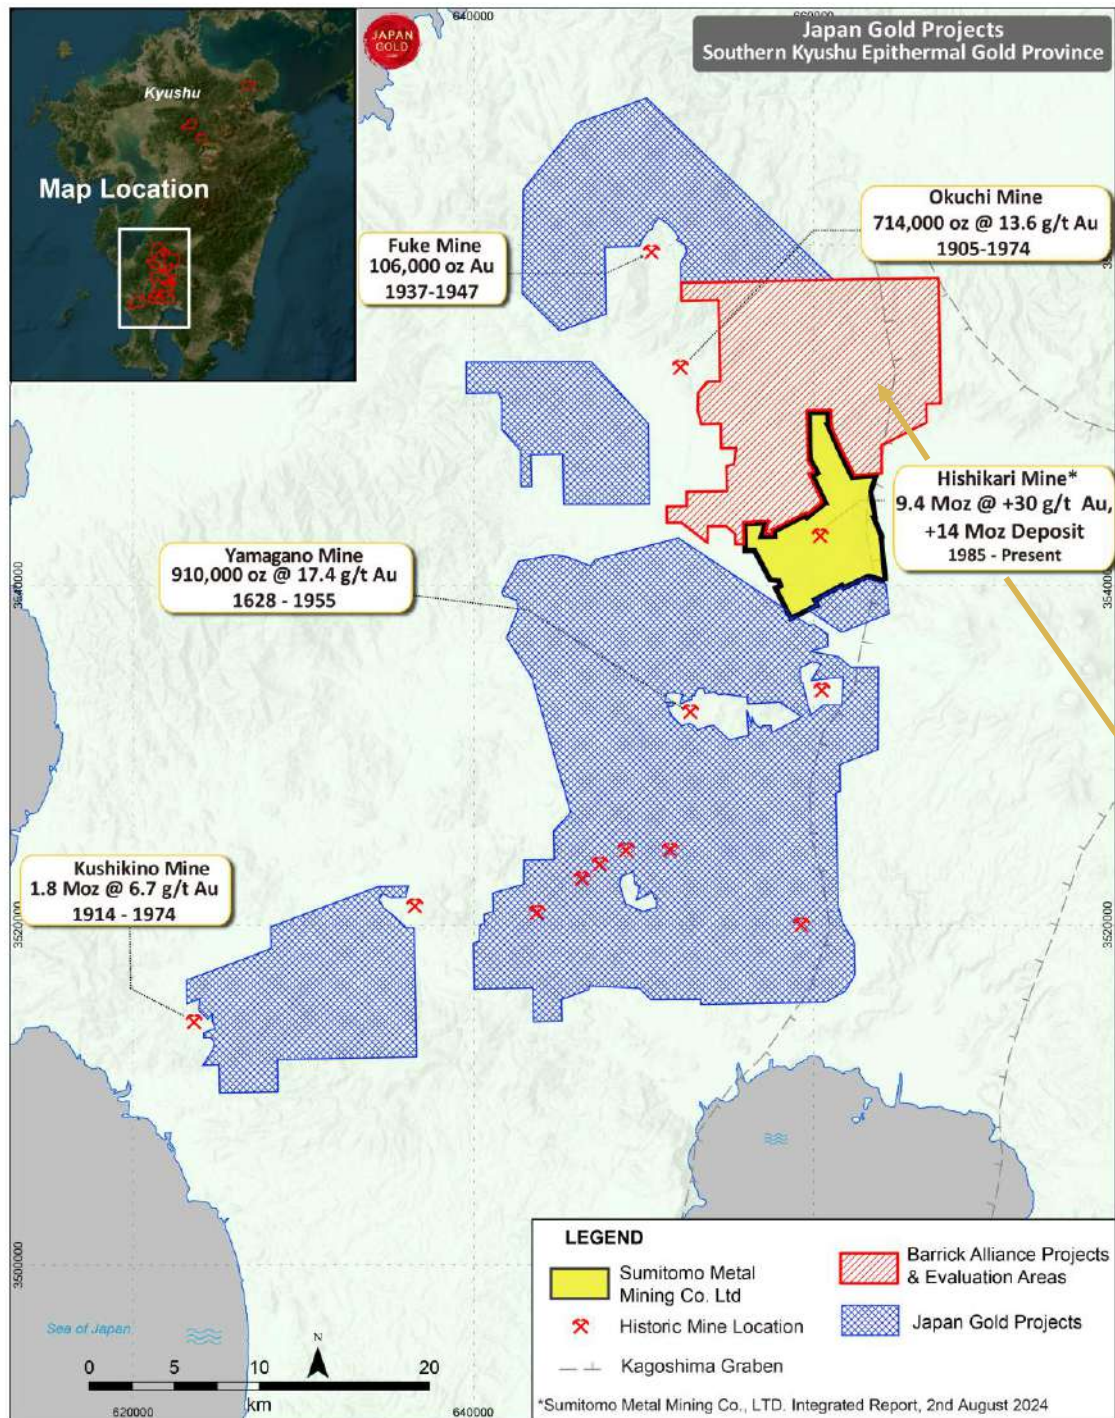 Japan Gold Projects
Southern Kyushu Epithermal Gold Province
JAPAN
GOLD
Kyushu
Map Location
640000
Okuchi Mine
714,000 oz @ 13.6 g/t Au
1905-1974
Fuke Mine
106,000 oz Au
1937-1947
Hishikari Mine*
9.4 Moz @ +30 g/t Au,
+14 Moz Deposit
1985 - Present
Yamagano Mine
910,000 oz @ 17.4 g/t Au
1628 - 1955
3540000
3540000
Kushikino Mine
1.8 Moz @ 6.7 g/t Au
1914 - 1974
3520000
3520000
3500000
Sea of Japan
0 5 10 20
km
N
620000
640000
LEGEND
Sumitomo Metal
Mining Co. Ltd
Historic Mine Location
Kagoshima Graben
Barrick Alliance Projects
& Evaluation Areas
Japan Gold Projects
*Sumitomo Metal Mining Co., LTD. Integrated Report, 2nd August 2024